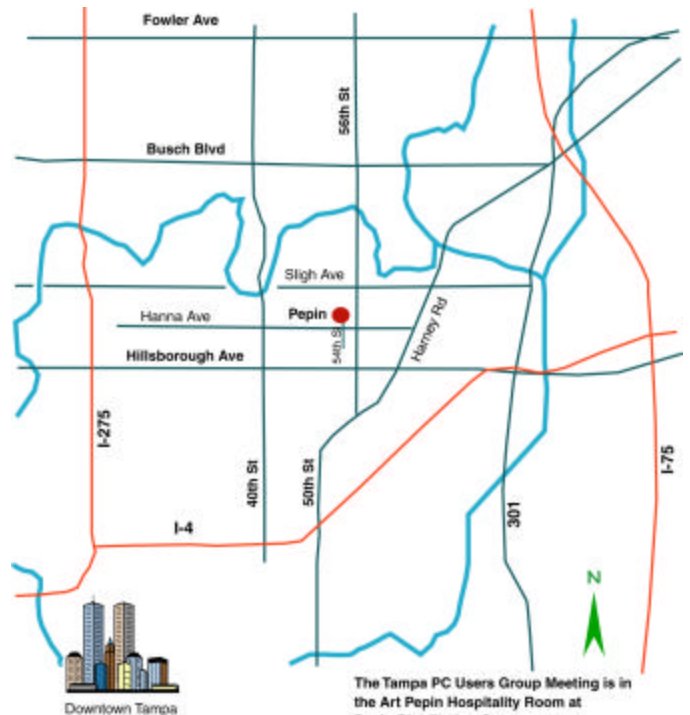 Fowler Ave
56th St
Busch Blvd
Sligh Ave
Pepin
Hanna Ave
54th St
Harney Rd
Hillsborough Ave
I-275
40th St
50th St
I-75
301
I-4
N
The Tampa PC Users Group Meeting is in
the Art Pepin Hospitality Room at
Downtown Tampa